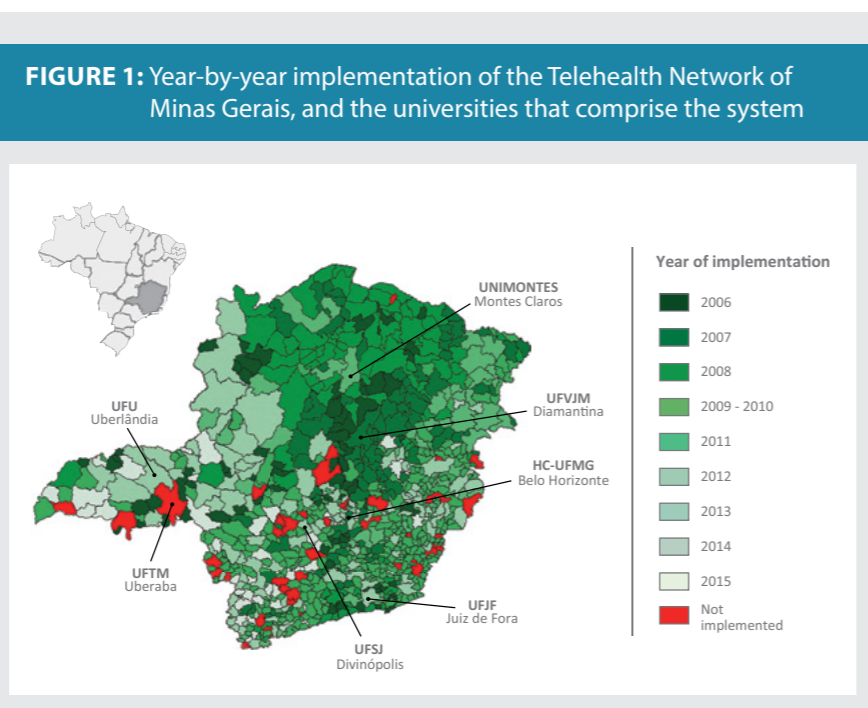 FIGURE 1: Year-by-year implementation of the Telehealth Network of
Minas Gerais, and the universities that comprise the system
UNIMONTES
Montes Claros
UFVJM
Diamantina
HC-UFMG
Belo Horizonte
UFU
Uberlândia
UFTM
Uberaba
UFJF
Juiz de Fora
UFSJ
Divinópolis
Year of implementation
2006
2007
2008
2009 - 2010
2011
2012
2013
2014
2015
Not
implemented